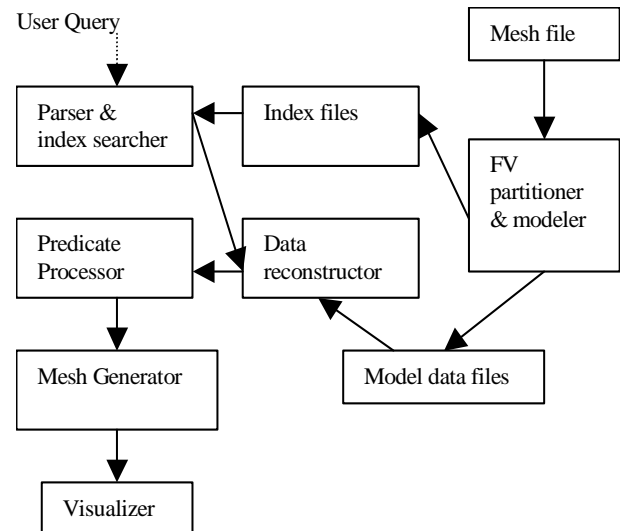 User Query
Mesh file
Parser &
index searcher
Index files
FV
partitioner
& modeler
Predicate
Processor
Data
reconstructor
Mesh Generator
Model data files
Visualizer